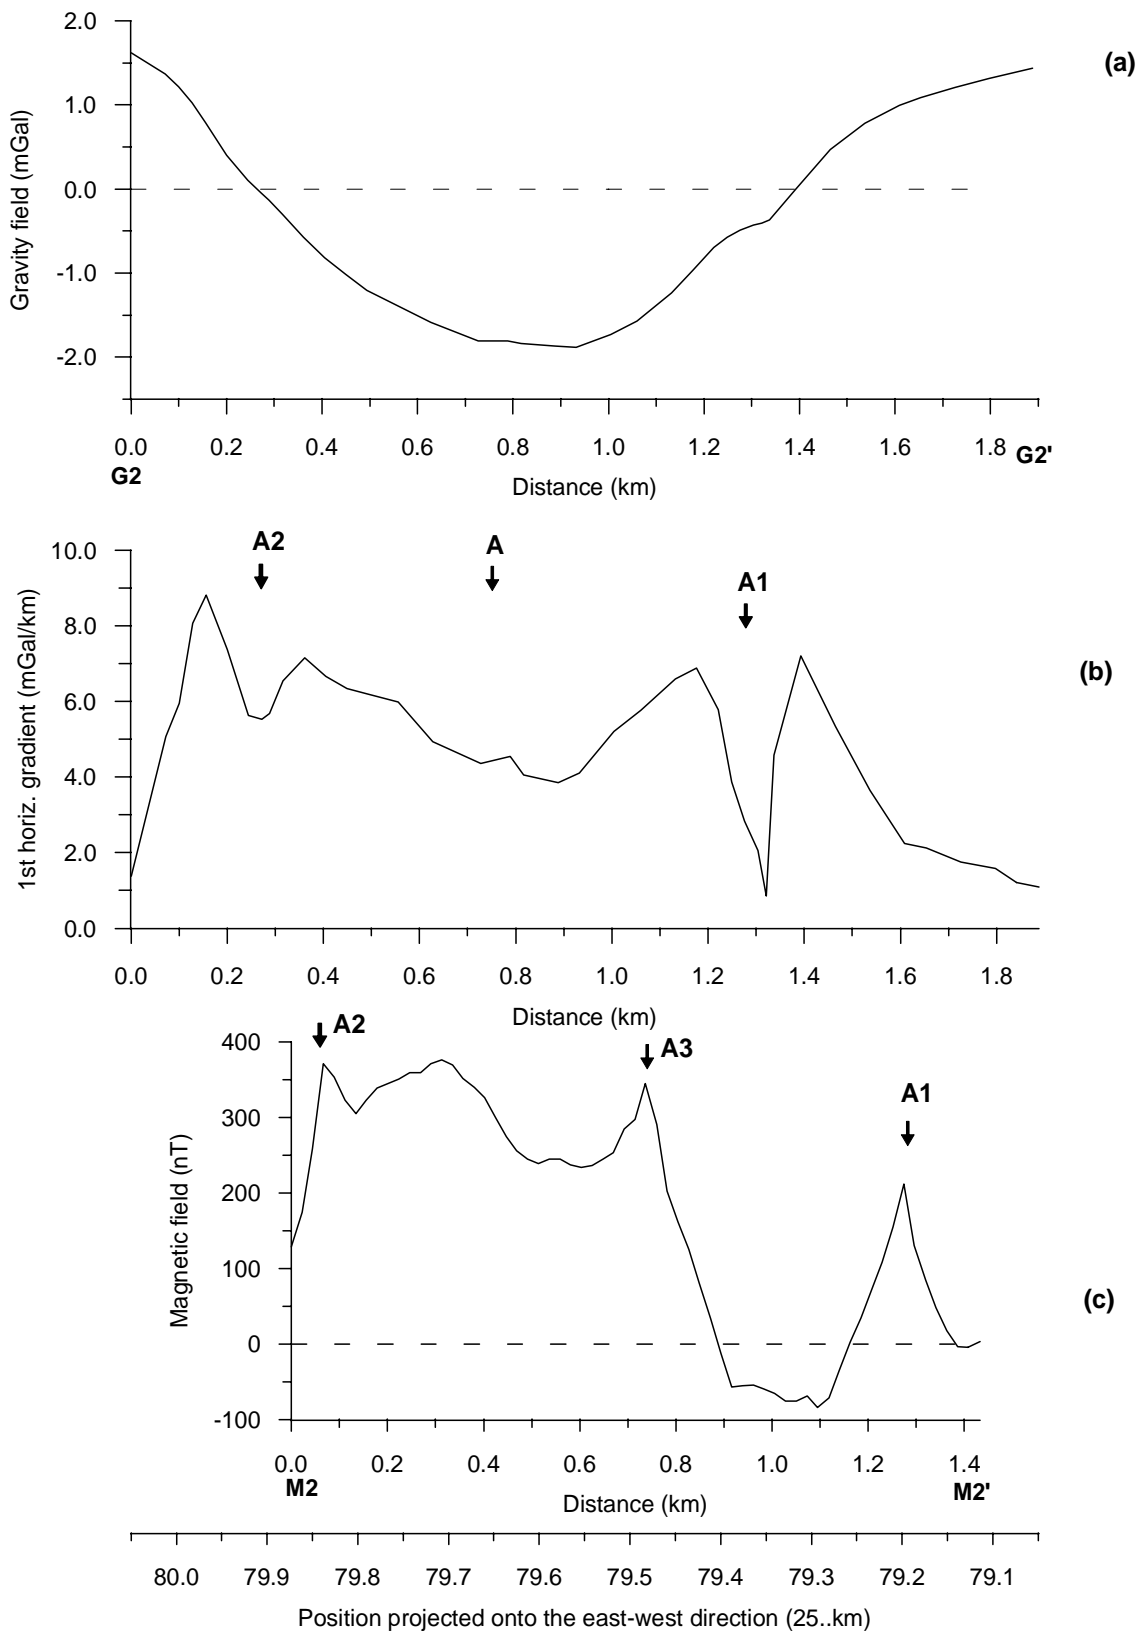 (a)
Gravity field (mGal)
2.0
1.0
0.0
-1.0
-2.0
0.0 0.2 0.4 0.6 0.8 1.0 1.2 1.4 1.6 1.8
G2 G2'
Distance (km)
(b)
1st horiz. gradient (mGal/km)
A2 A A1
10.0
8.0
6.0
4.0
2.0
0.0
0.0 0.2 0.4 0.6 0.8 1.0 1.2 1.4 1.6 1.8
Distance (km)
(c)
Magnetic field (nT)
A2 A3 A1
400
300
200
100
0
-100
0.0 0.2 0.4 0.6 0.8 1.0 1.2 1.4
M2 M2'
Distance (km)
80.0 79.9 79.8 79.7 79.6 79.5 79.4 79.3 79.2 79.1
Position projected onto the east-west direction (25..km)